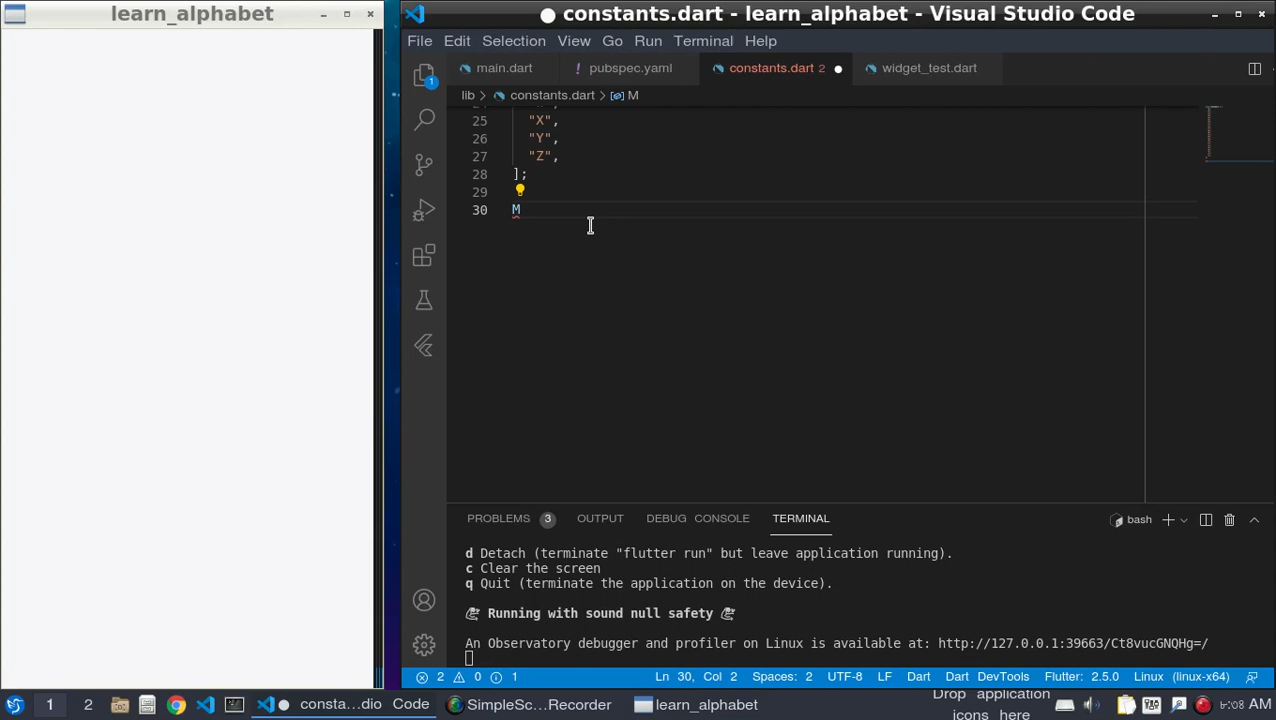 learn_alphabet
constants.dart - learn_alphabet - Visual Studio Code
File Edit Selection View Go Run Terminal Help
main.dart
! pubspec.yaml
constants.dart 2
widget_test.dart
1
lib > constants.dart > M
25 "X",
26 "Y",
27 "Z",
28 ];
29
30 M
PROBLEMS 3 OUTPUT DEBUG CONSOLE TERMINAL
bash
d Detach (terminate "flutter run" but leave application running).
c Clear the screen
q Quit (terminate the application on the device).
Running with sound null safety
An Observatory debugger and profiler on Linux is available at: http://127.0.0.1:39663/Ct8vucGNQHg=/
2 0 1
Ln 30, Col 2 Spaces: 2 UTF-8 LF Dart Dart DevTools Flutter: 2.5.0 Linux (linux-x64)
1 2
consta...dio Code
SimpleSc...Recorder
learn_alphabet
Drop application icons here